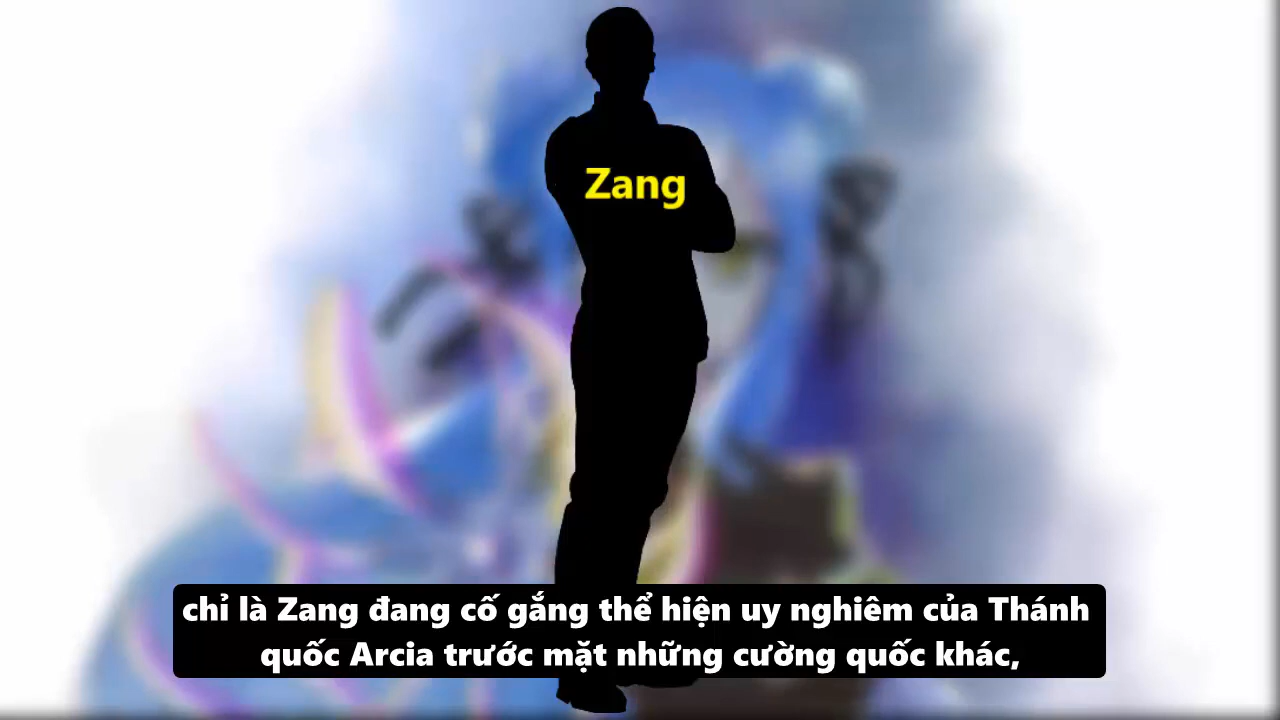 Zang
chỉ là Zang đang cố gắng thể hiện uy nghiêm của Thánh
quốc Arcia trước mặt những cường quốc khác,